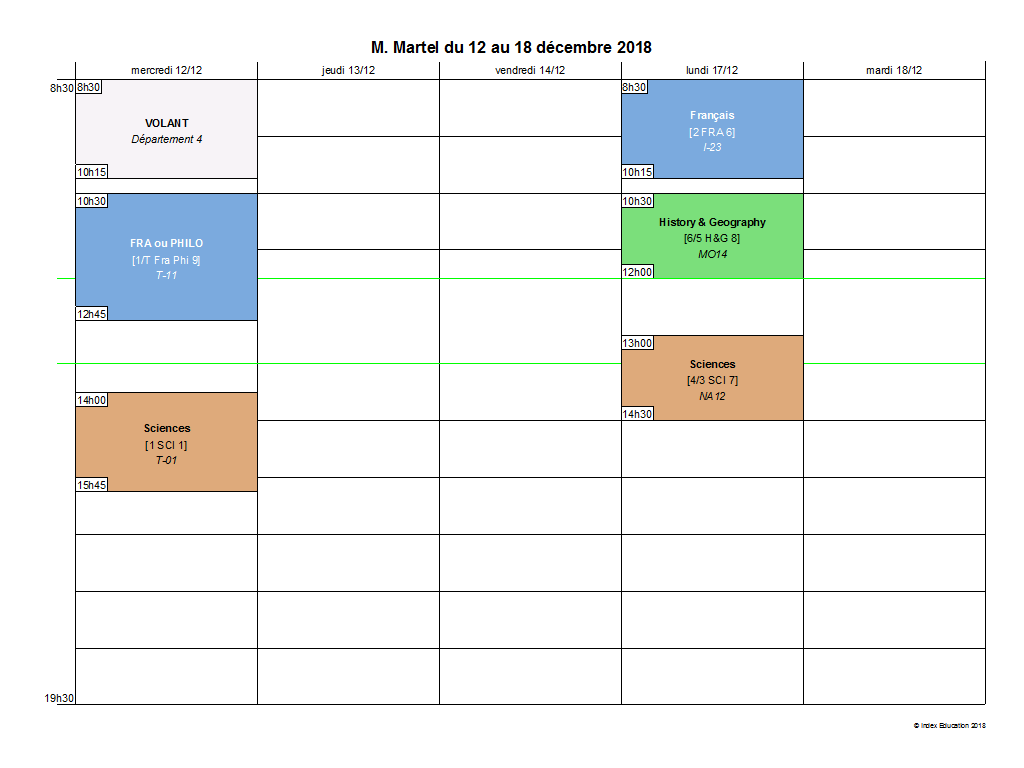 M. Martel du 12 au 18 décembre 2018
mercredi 12/12
jeudi 13/12
vendredi 14/12
lundi 17/12
mardi 18/12
8h30
8h30
VOLANT
Département 4
10h15
10h30
FRA ou PHILO
[1/T Fra Phi 9]
T-11
12h45
14h00
Sciences
[1 SCI 1]
T-01
15h45
8h30
Français
[2 FRA 6]
I-23
10h15
10h30
History & Geography
[6/5 H&G 8]
MO14
12h00
13h00
Sciences
[4/3 SCI 7]
NA12
14h30
19h30
© Index Education 2018